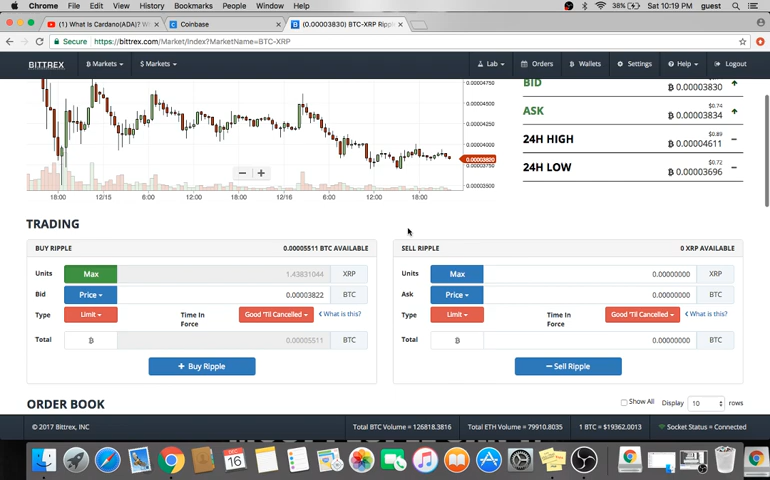 Chrome File Edit View History Bookmarks People Window Help 38% Sat 10:19 PM guest
(1) What Is Cardano(ADA)? W Coinbase (0.00003830) BTC-XRP Rippl
Secure https://bittrex.com/Market/Index?MarketName=BTC-XRP
BITTREX ₿ Markets $ Markets Lab Orders Wallets Settings Help Logout
0.00004750
0.00004500
0.00004250
0.00004000
0.00003820
0.00003500
18:00 12/15 6:00 12:00 18:00 12/16 6:00 12:00 18:00
BID ₿ 0.00003830
$0.74
ASK ₿ 0.00003834
$0.89
24H HIGH ₿ 0.00004611
$0.72
24H LOW ₿ 0.00003696
TRADING
BUY RIPPLE 0.00005511 BTC AVAILABLE
Units Max 1.43831044 XRP
Bid Price 0.00003822 BTC
Type Limit Time In Force Good 'Til Cancelled What is this?
Total ₿ 0.00005511 BTC
+ Buy Ripple
SELL RIPPLE 0 XRP AVAILABLE
Units Max 0.00000000 XRP
Ask Price 0.00000000 BTC
Type Limit Time In Force Good 'Til Cancelled What is this?
Total ₿ 0.00000000 BTC
− Sell Ripple
ORDER BOOK Show All Display 10 rows
© 2017 Bittrex, INC Total BTC Volume = 126818.3816 Total ETH Volume = 79910.8035 1 BTC = $19362.0013 Socket Status = Connected
DEC
16